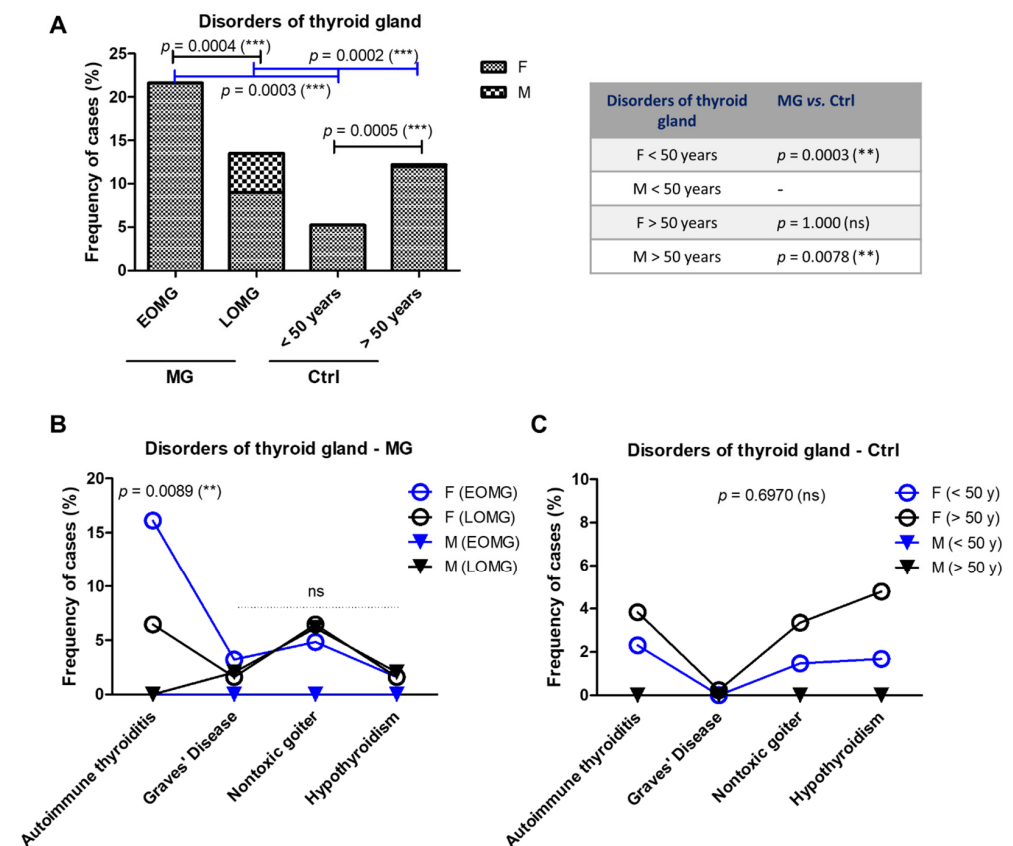 A
Disorders of thyroid gland
p = 0.0004 (***)
p = 0.0002 (***)
p = 0.0003 (***)
p = 0.0005 (***)
Frequency of cases (%)
25
20
15
10
5
0
EOMG
LOMG
< 50 years
> 50 years
MG
Ctrl
F
M
Disorders of thyroid gland
MG vs. Ctrl
F < 50 years
p = 0.0003 (**)
M < 50 years
-
F > 50 years
p = 1.000 (ns)
M > 50 years
p = 0.0078 (**)
B
Disorders of thyroid gland - MG
p = 0.0089 (**)
ns
Frequency of cases (%)
20
15
10
5
0
Autoimmune thyroiditis
Graves' Disease
Nontoxic goiter
Hypothyroidism
F (EOMG)
F (LOMG)
M (EOMG)
M (LOMG)
C
Disorders of thyroid gland - Ctrl
p = 0.6970 (ns)
Frequency of cases (%)
10
8
6
4
2
0
Autoimmune thyroiditis
Graves' Disease
Nontoxic goiter
Hypothyroidism
F (< 50 y)
F (> 50 y)
M (< 50 y)
M (> 50 y)